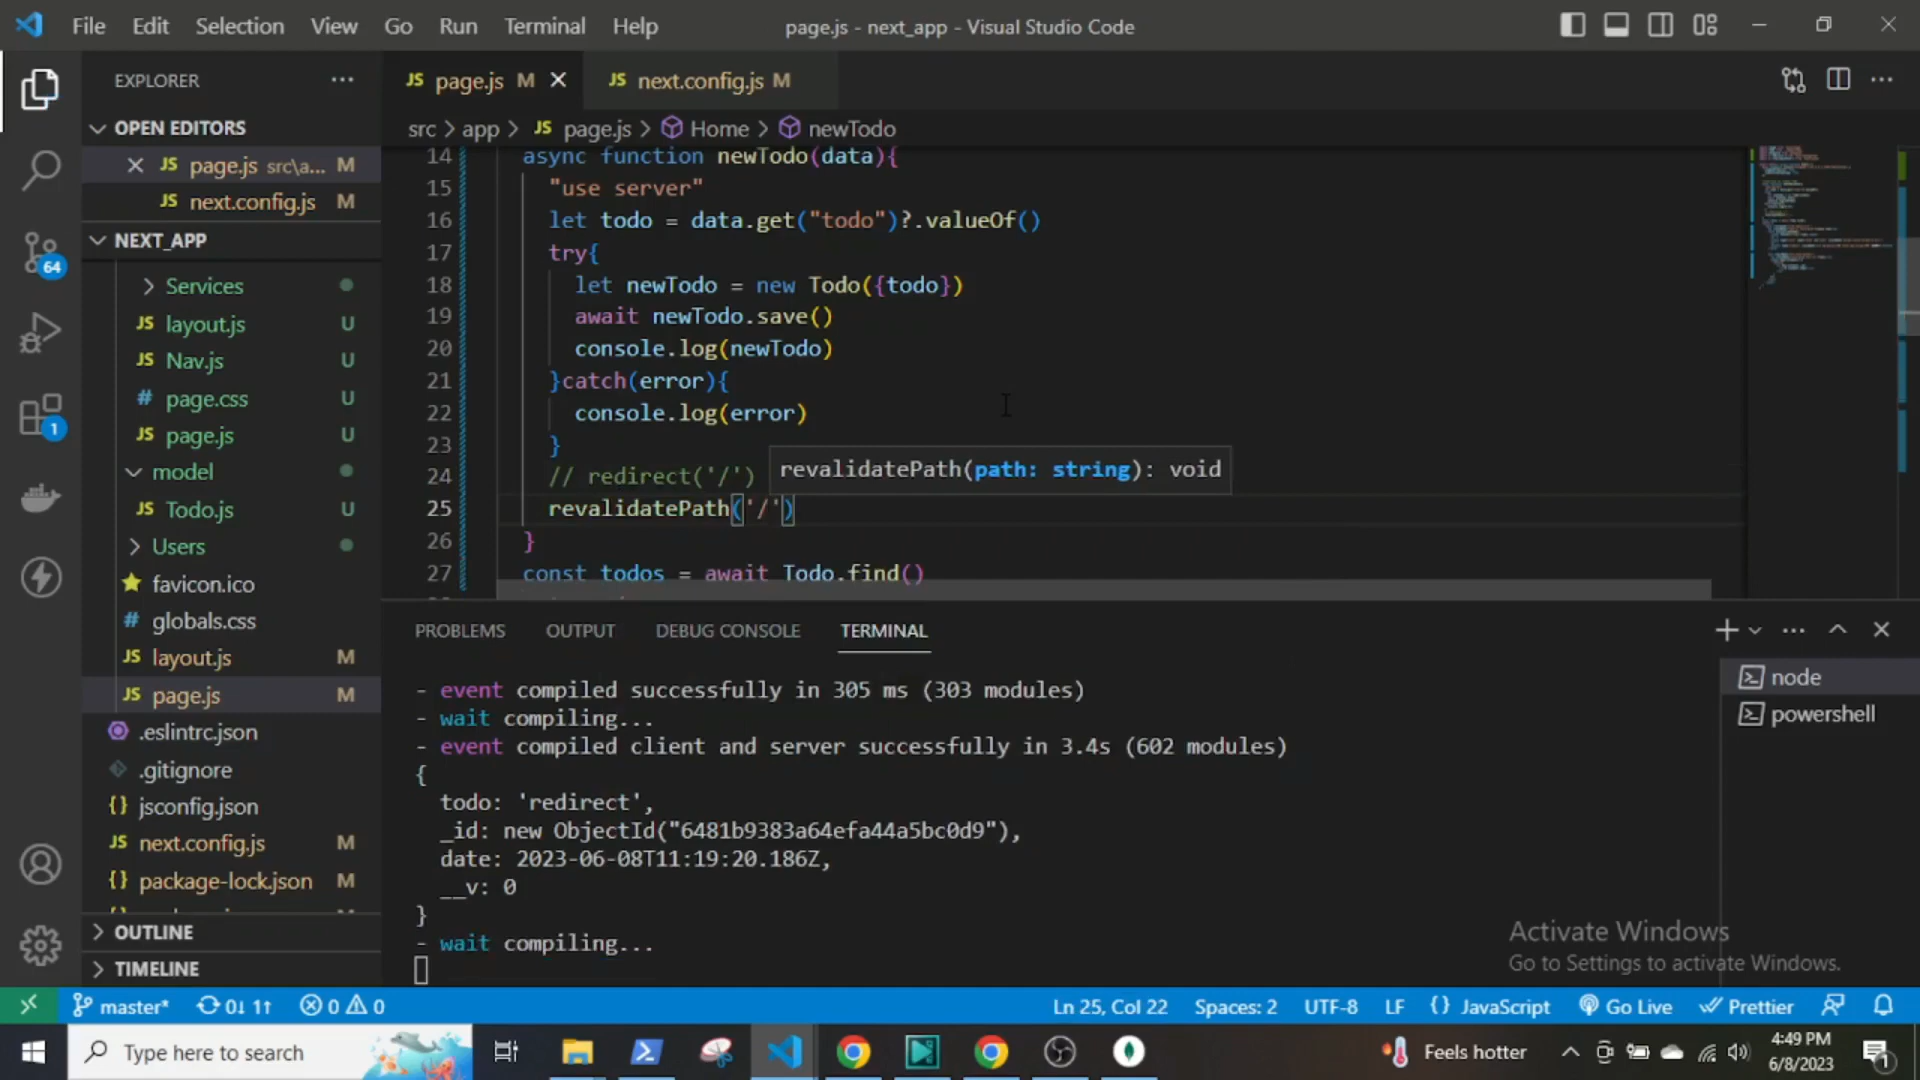 File Edit Selection View Go Run Terminal Help
page.js - next_app - Visual Studio Code
EXPLORER
OPEN EDITORS
page.js src\a... M
next.config.js M
NEXT_APP
Services
layout.js U
Nav.js U
page.css U
page.js U
model
Todo.js U
Users
favicon.ico
globals.css
layout.js M
page.js M
.eslintrc.json
.gitignore
jsconfig.json
next.config.js M
package-lock.json M
OUTLINE
TIMELINE
64
1
JS page.js M
JS next.config.js M
src > app > JS page.js > Home > newTodo
14 async function newTodo(data){
15 "use server"
16 let todo = data.get("todo")?.valueOf()
17 try{
18 let newTodo = new Todo({todo})
19 await newTodo.save()
20 console.log(newTodo)
21 }catch(error){
22 console.log(error)
23 }
24 // redirect('/')
revalidatePath(path: string): void
25 revalidatePath('/')
26 }
27 const todos = await Todo.find()
PROBLEMS OUTPUT DEBUG CONSOLE TERMINAL
- event compiled successfully in 305 ms (303 modules)
- wait compiling...
- event compiled client and server successfully in 3.4s (602 modules)
{
todo: 'redirect',
_id: new ObjectId("6481b9383a64efa44a5bc0d9"),
date: 2023-06-08T11:19:20.186Z,
__v: 0
}
- wait compiling...
node
powershell
Activate Windows
Go to Settings to activate Windows.
master* 0↓ 1↑ 0 0
Ln 25, Col 22 Spaces: 2 UTF-8 LF {} JavaScript Go Live Prettier
Type here to search
Feels hotter
4:49 PM
6/8/2023
1